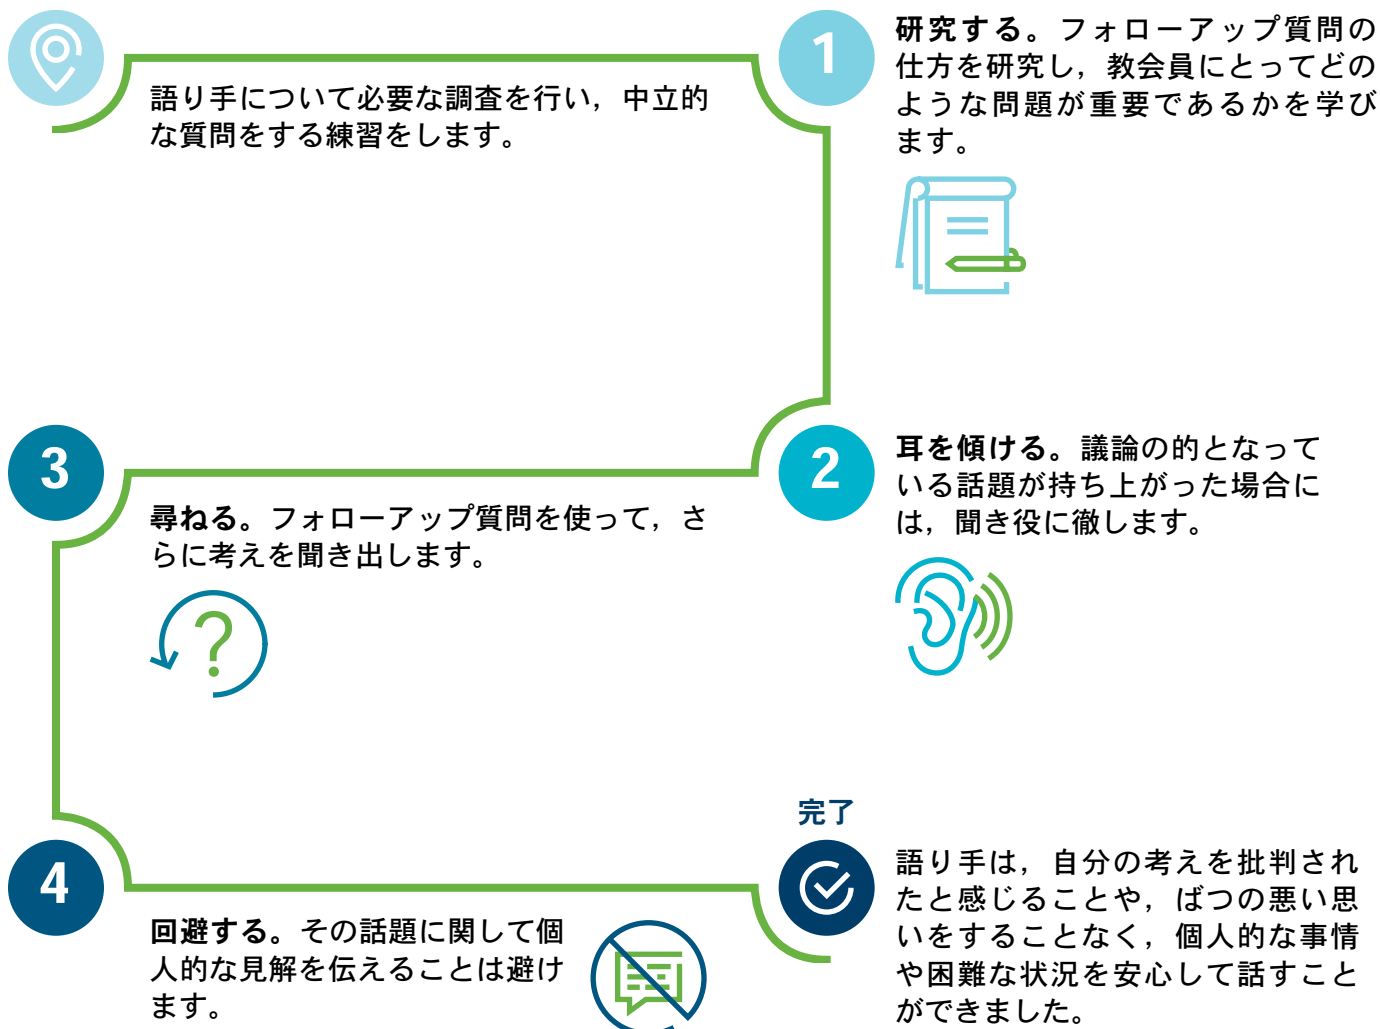 語り手について必要な調査を行い，中立的
な質問をする練習をします。
1
研究する。フォローアップ質問の
仕方を研究し，教会員にとってどの
ような問題が重要であるかを学び
ます。
2
耳を傾ける。議論の的となって
いる話題が持ち上がった場合に
は，聞き役に徹します。
3
尋ねる。フォローアップ質問を使って，さ
らに考えを聞き出します。
?
4
回避する。その話題に関して個
人的な見解を伝えることは避け
ます。
完了
語り手は，自分の考えを批判され
たと感じることや，ばつの悪い思
いをすることなく，個人的な事情
や困難な状況を安心して話すこと
ができました。